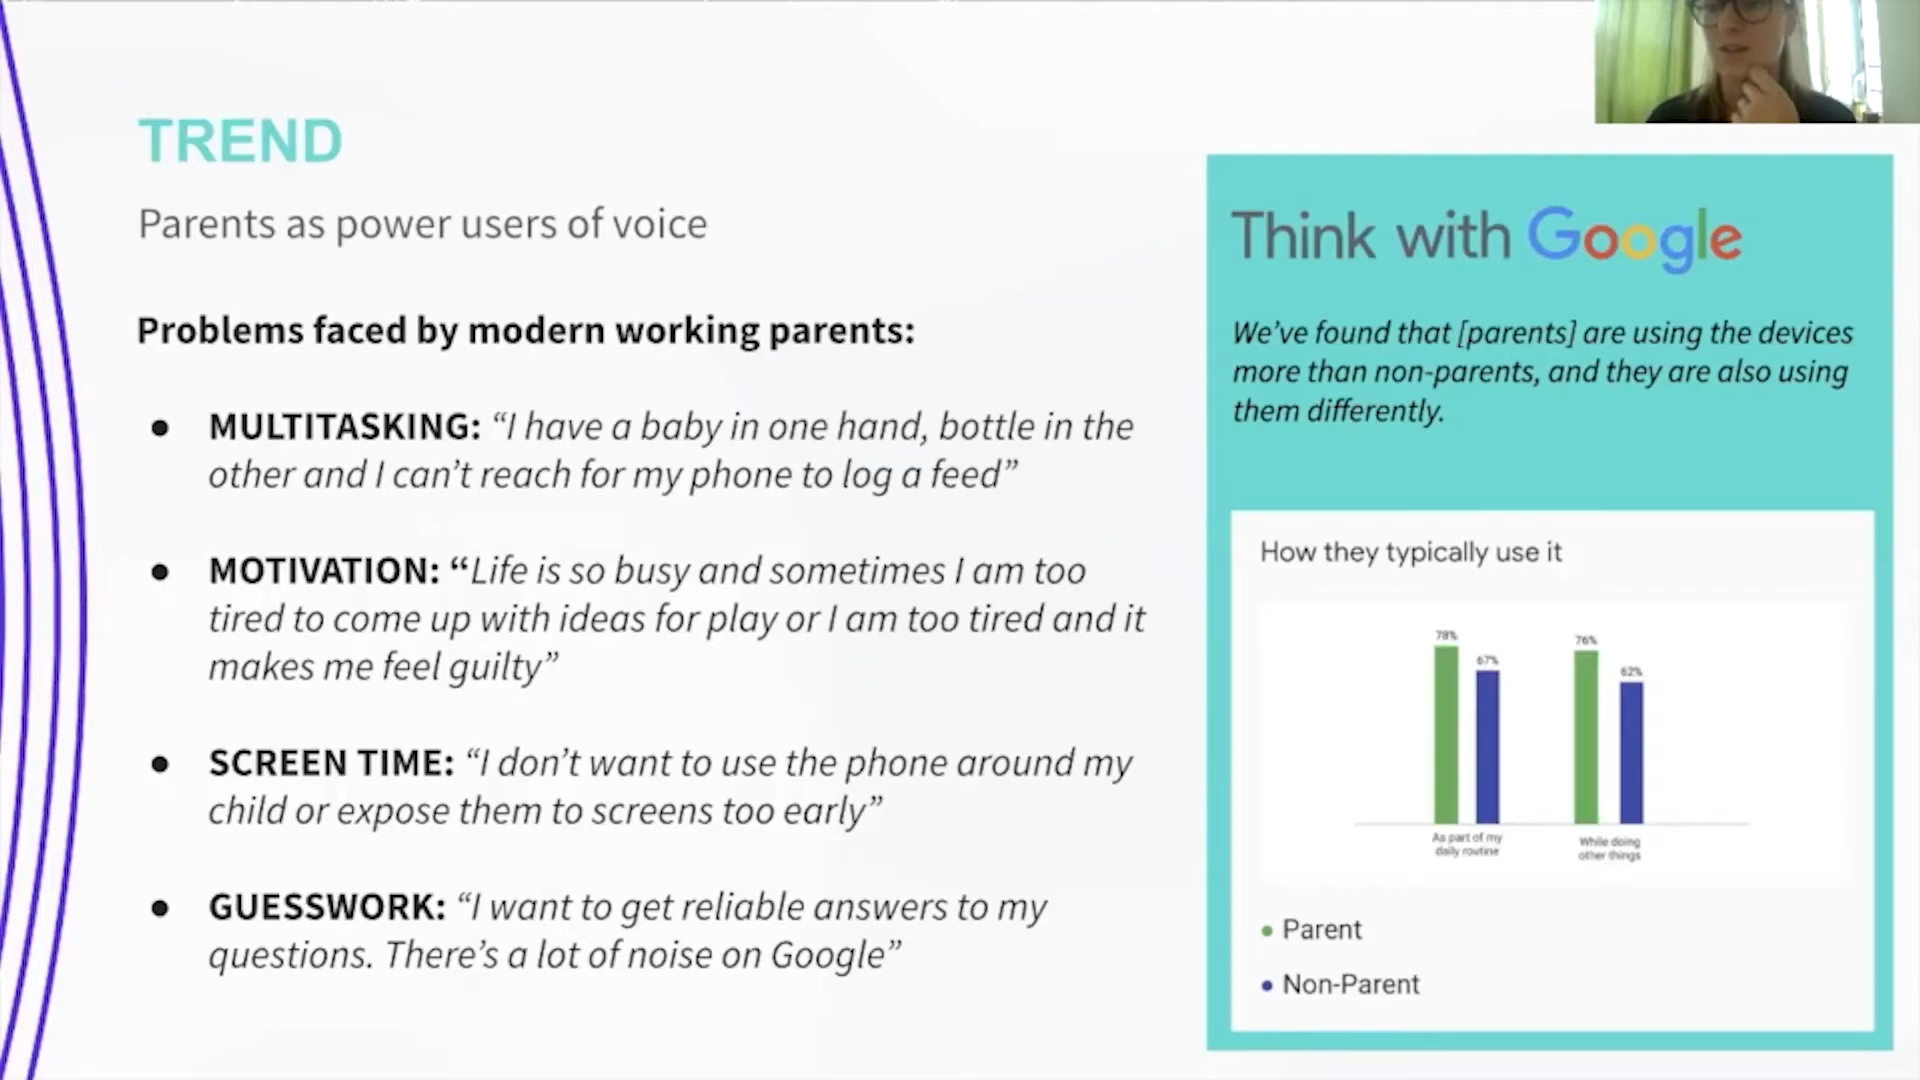 TREND
Parents as power users of voice
Problems faced by modern working parents:
● MULTITASKING: “I have a baby in one hand, bottle in the
other and I can’t reach for my phone to log a feed”
● MOTIVATION: “Life is so busy and sometimes I am too
tired to come up with ideas for play or I am too tired and it
makes me feel guilty”
● SCREEN TIME: “I don’t want to use the phone around my
child or expose them to screens too early”
● GUESSWORK: “I want to get reliable answers to my
questions. There’s a lot of noise on Google”
Think with Google
We’ve found that [parents] are using the devices
more than non-parents, and they are also using
them differently.
How they typically use it
78%
67%
76%
62%
As part of my
daily routine
While doing
other things
● Parent
● Non-Parent